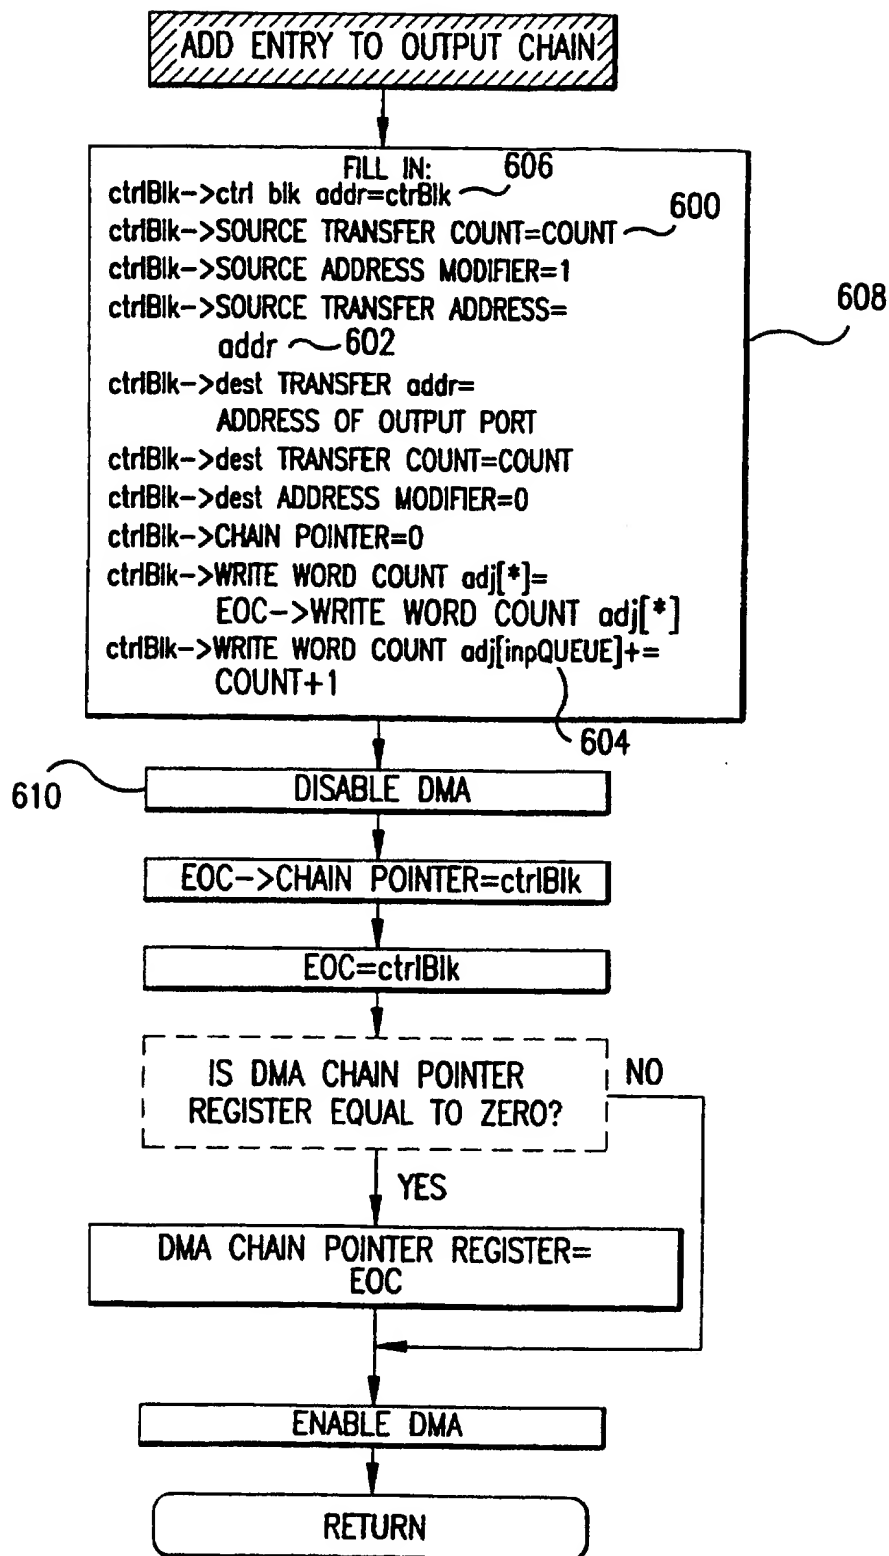 ADD ENTRY TO OUTPUT CHAIN
FILL IN: 606
ctrlBlk->ctrl blk addr=ctrBlk
ctrlBlk->SOURCE TRANSFER COUNT=COUNT 600
ctrlBlk->SOURCE ADDRESS MODIFIER=1
ctrlBlk->SOURCE TRANSFER ADDRESS=
608
addr 602
ctrlBlk->dest TRANSFER addr=
ADDRESS OF OUTPUT PORT
ctrlBlk->dest TRANSFER COUNT=COUNT
ctrlBlk->dest ADDRESS MODIFIER=0
ctrlBlk->CHAIN POINTER=0
ctrlBlk->WRITE WORD COUNT adj[*]=
EOC->WRITE WORD COUNT adj[*]
ctrlBlk->WRITE WORD COUNT adj[inpQUEUE]+=
COUNT+1
604
610
DISABLE DMA
EOC->CHAIN POINTER=ctrlBlk
EOC=ctrlBlk
IS DMA CHAIN POINTER
REGISTER EQUAL TO ZERO?
NO
YES
DMA CHAIN POINTER REGISTER=
EOC
ENABLE DMA
RETURN